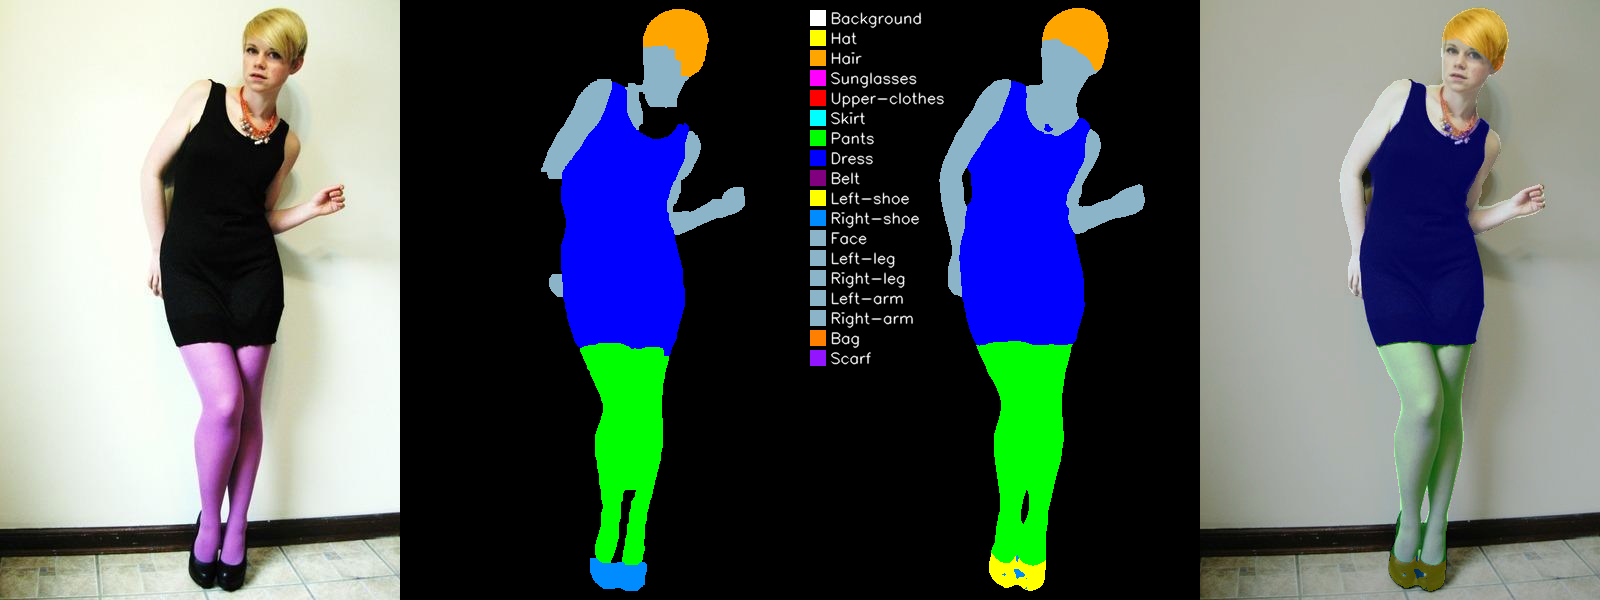 Background
Hat
Hair
Sunglasses
Upper-clothes
Skirt
Pants
Dress
Belt
Left-shoe
Right-shoe
Face
Left-leg
Right-leg
Left-arm
Right-arm
Bag
Scarf